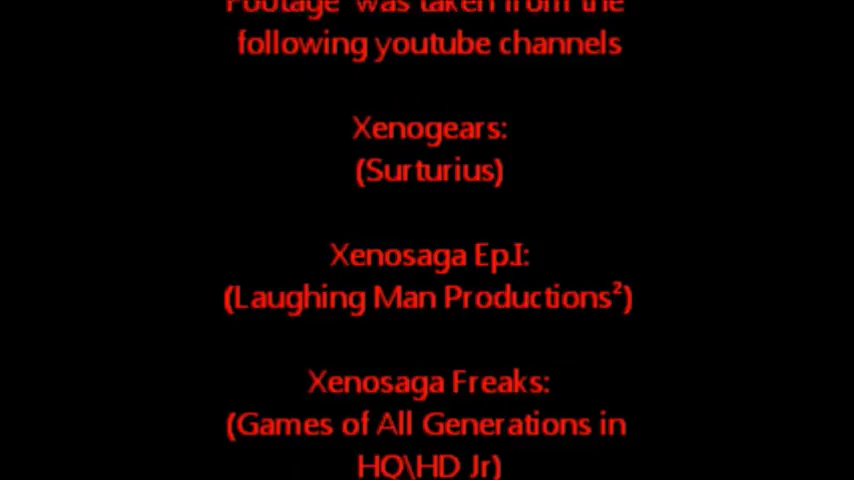 Footage was taken from the
following youtube channels
Xenogears:
(Surturius)
Xenosaga Ep.I:
(Laughing Man Productions²)
Xenosaga Freaks:
(Games of All Generations in
HQ\HD Jr)